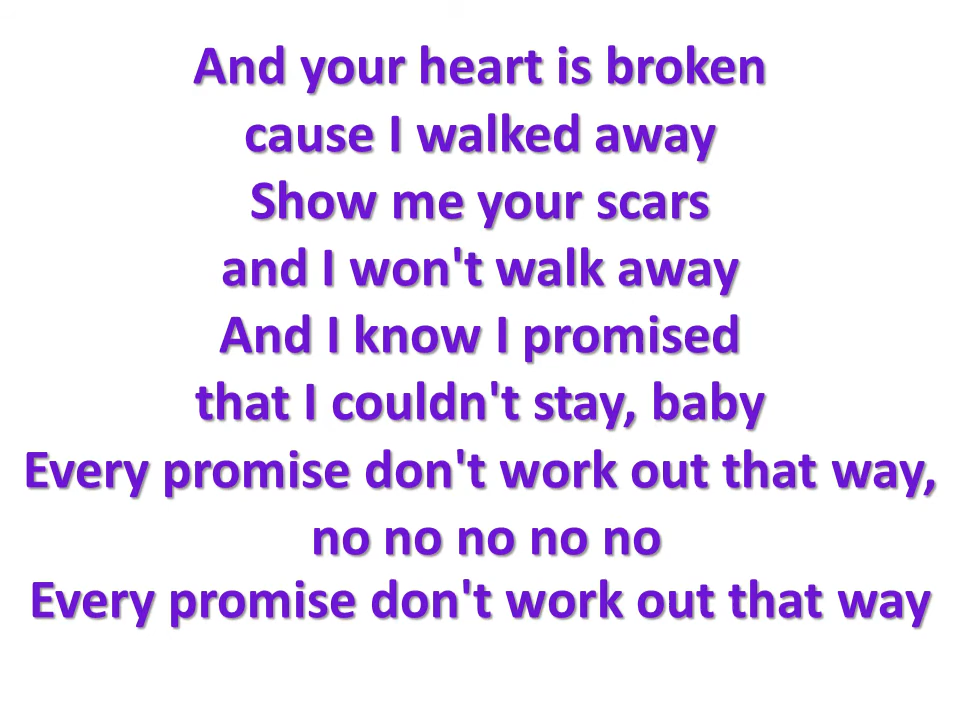 And your heart is broken
cause I walked away
Show me your scars
and I won't walk away
And I know I promised
that I couldn't stay, baby
Every promise don't work out that way,
no no no no no
Every promise don't work out that way